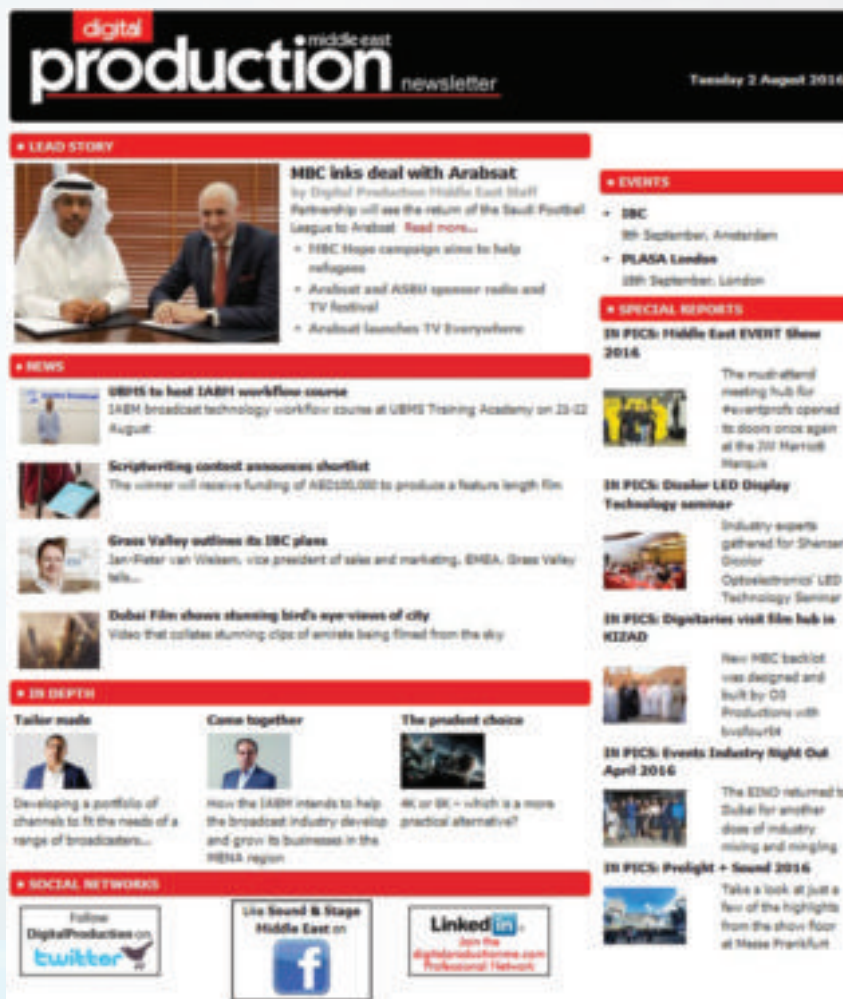 digital
middle east
production newsletter
Tuesday 2 August 2016
• LEAD STORY
MBC inks deal with Arabsat
by Digital Production Middle East Staff
Partnership will see the return of the Saudi Football
League to Arabsat Read more...
• MBC Hope campaign aims to help
refugees
• Arabsat and ASBU sponsor radio and
TV festival
• Arabsat launches TV Everywhere
• NEWS
UBMS to host IABM workflow course
IABM broadcast technology workflow course at UBMS Training Academy on 21-22
August
Scriptwriting contest announces shortlist
The winner will receive funding of AED100,000 to produce a feature length film
Grass Valley outlines its IBC plans
Jan-Pieter van Welsem, vice president of sales and marketing, EMEA, Grass Valley
tells...
Dubai Film shows stunning bird's eye-views of city
Video that collates stunning clips of emirate being filmed from the sky
• IN DEPTH
Tailor made
Developing a portfolio of
channels to fit the needs of a
range of broadcasters...
Come together
How the IABM intends to help
the broadcast industry develop
and grow its businesses in the
MENA region
The prudent choice
4K or 8K - which is a more
practical alternative?
• SOCIAL NETWORKS
Follow
DigitalProduction on
twitter
Like Sound & Stage
Middle East on
f
Linked in
Join the
digitalproductionme.com
Professional Network
• EVENTS
• IBC
9th September, Amsterdam
• PLASA London
18th September, London
• SPECIAL REPORTS
IN PICS: Middle East EVENT Show
2016
The must-attend
meeting hub for
#eventprofs opened
its doors once again
at the JW Marriott
Marquis
IN PICS: Dicolor LED Display
Technology seminar
Industry experts
gathered for Shenzen
Dicolor
Optoelectronics' LED
Technology Seminar
IN PICS: Dignitaries visit film hub in
KIZAD
New MBC backlot
was designed and
built by O3
Productions with
twofour54
IN PICS: Events Industry Night Out
April 2016
The EINO returned to
Dubai for another
dose of industry
mixing and mingling
IN PICS: Prolight + Sound 2016
Take a look at just a
few of the highlights
from the show floor
at Messe Frankfurt